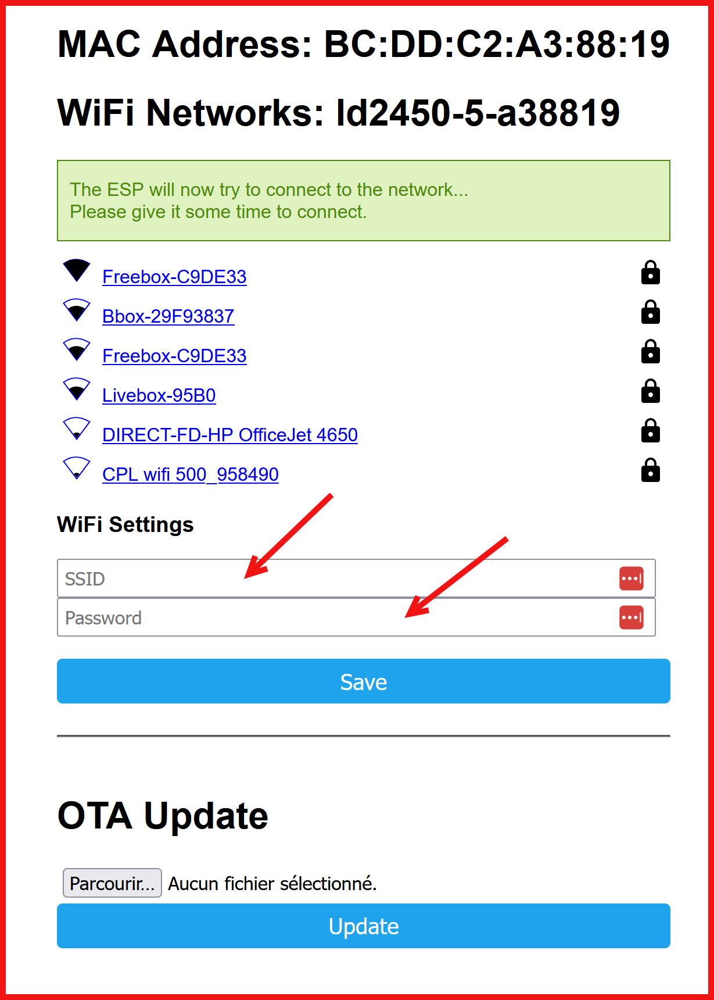 MAC Address: BC:DD:C2:A3:88:19
WiFi Networks: ld2450-5-a38819
The ESP will now try to connect to the network...
Please give it some time to connect.
Freebox-C9DE33
Bbox-29F93837
Freebox-C9DE33
Livebox-95B0
DIRECT-FD-HP OfficeJet 4650
CPL wifi 500_958490
WiFi Settings
SSID
Password
Save
OTA Update
Parcourir... Aucun fichier sélectionné.
Update